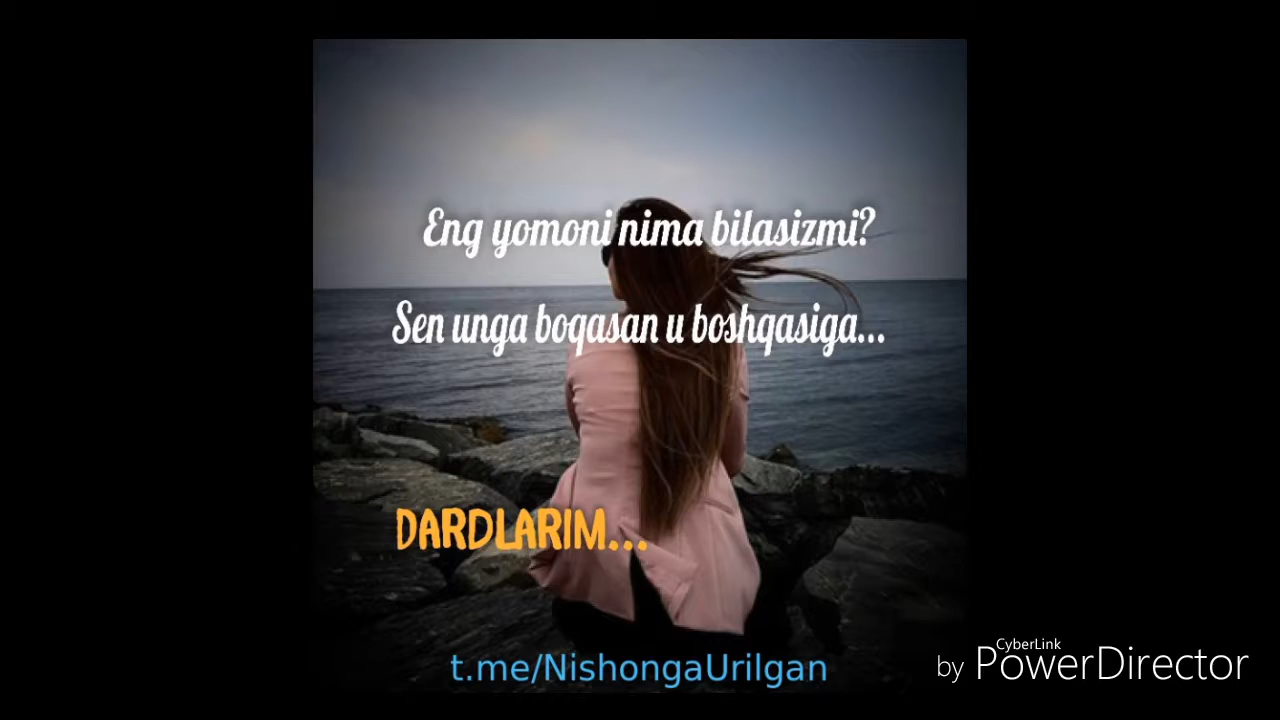 Eng yomoni nima bilasizmi?
Sen unga boqasan u boshqasiga...
DARDLARIM...
t.me/NishongaUrilgan
CyberLink
by PowerDirector